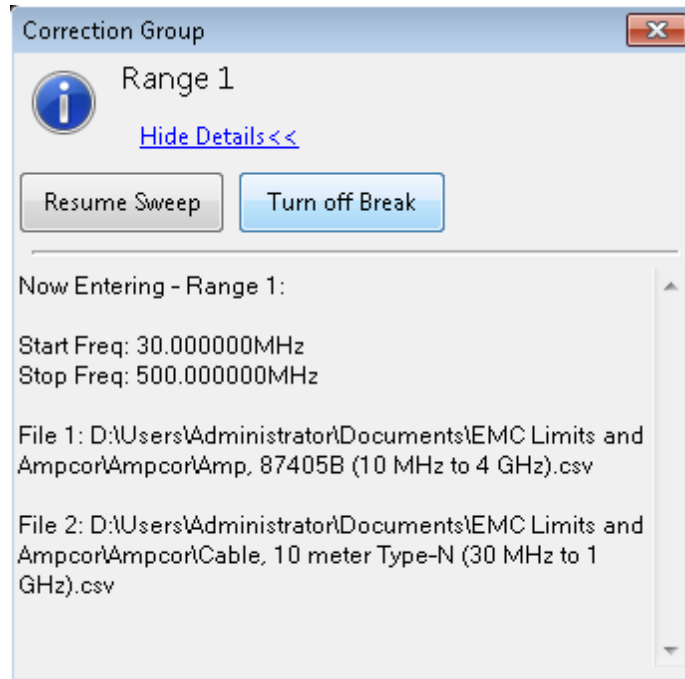 Correction Group
Range 1
Hide Details<<
Resume Sweep
Turn off Break
Now Entering - Range 1:
Start Freq: 30.000000MHz
Stop Freq: 500.000000MHz
File 1: D:\Users\Administrator\Documents\EMC Limits and
Ampcor\Ampcor\Amp, 87405B (10 MHz to 4 GHz).csv
File 2: D:\Users\Administrator\Documents\EMC Limits and
Ampcor\Ampcor\Cable, 10 meter Type-N (30 MHz to 1
GHz).csv